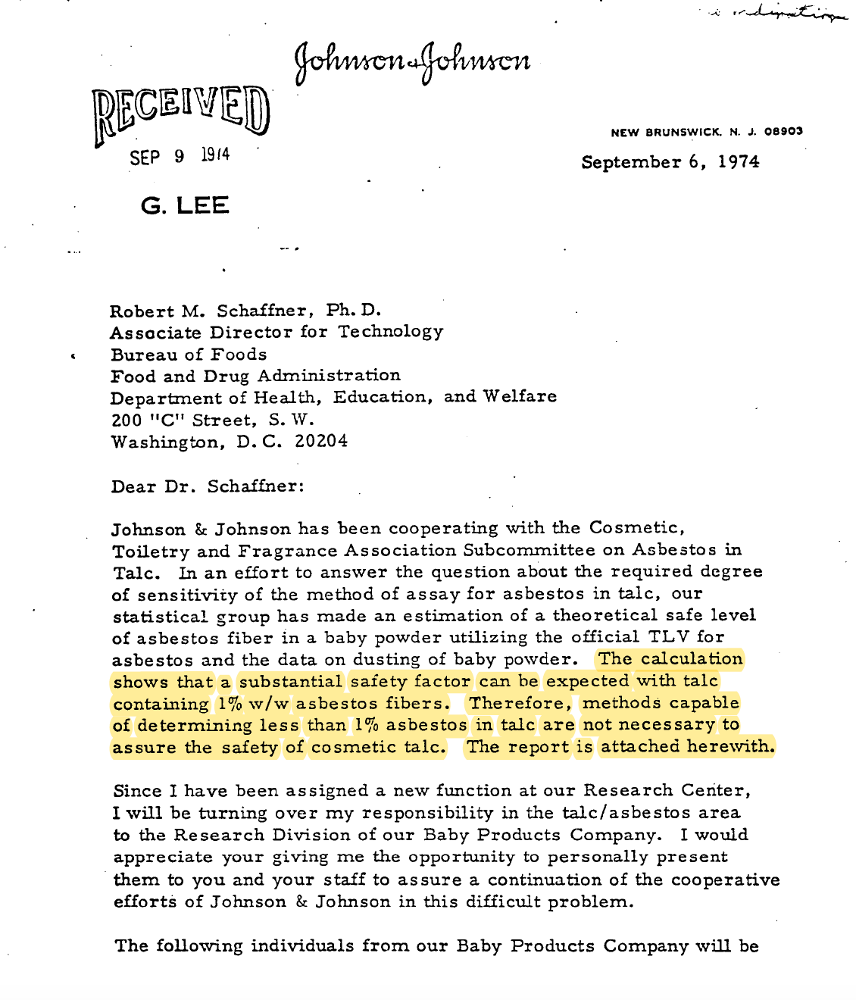 Johnson & Johnson
RECEIVED
SEP 9 1974
G. LEE
NEW BRUNSWICK, N. J. 08903
September 6, 1974
Robert M. Schaffner, Ph. D.
Associate Director for Technology
Bureau of Foods
Food and Drug Administration
Department of Health, Education, and Welfare
200 "C" Street, S. W.
Washington, D. C. 20204
Dear Dr. Schaffner:
Johnson & Johnson has been cooperating with the Cosmetic,
Toiletry and Fragrance Association Subcommittee on Asbestos in
Talc. In an effort to answer the question about the required degree
of sensitivity of the method of assay for asbestos in talc, our
statistical group has made an estimation of a theoretical safe level
of asbestos fiber in a baby powder utilizing the official TLV for
asbestos and the data on dusting of baby powder. The calculation
shows that a substantial safety factor can be expected with talc
containing 1% w/w asbestos fibers. Therefore, methods capable
of determining less than 1% asbestos in talc are not necessary to
assure the safety of cosmetic talc. The report is attached herewith.
Since I have been assigned a new function at our Research Center,
I will be turning over my responsibility in the talc/asbestos area
to the Research Division of our Baby Products Company. I would
appreciate your giving me the opportunity to personally present
them to you and your staff to assure a continuation of the cooperative
efforts of Johnson & Johnson in this difficult problem.
The following individuals from our Baby Products Company will be